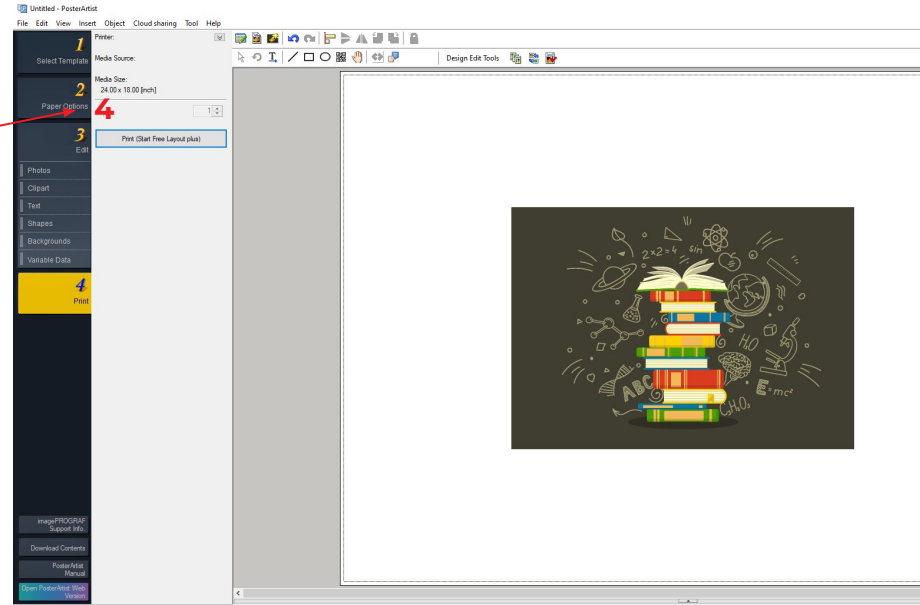 Untitled - PosterArtist
File Edit View Insert Object Cloud sharing Tool Help
1
Select Template
2
Paper Options
3
Edit
Photos
Clipart
Text
Shapes
Backgrounds
Variable Data
4
Print
imagePROGRAF
Support Info.
Download Contents
PosterArtist
Manual
Open PosterArtist Web
Version
Printer:
Media Source:
Media Size:
24.00 x 18.00 [inch]
4
1
Print (Start Free Layout plus)
Design Edit Tools
2×2=4 sin
H₂O
ABC
E=mc²